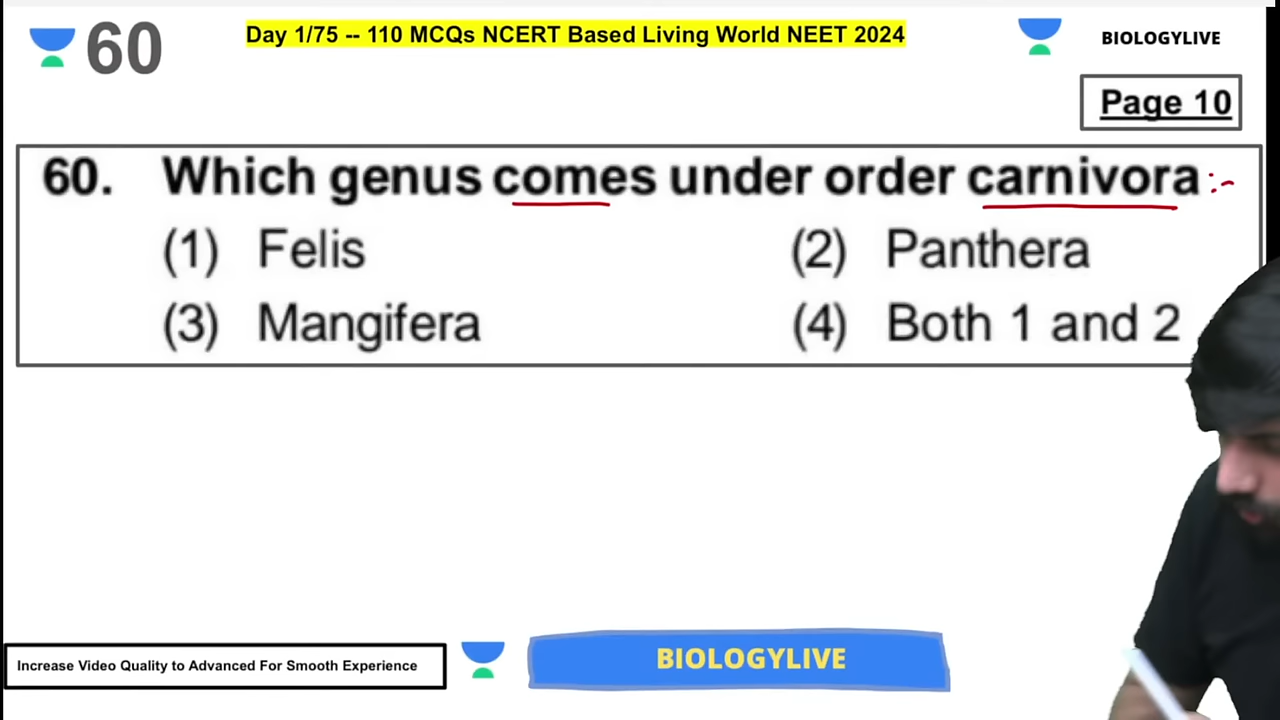 60
Day 1/75 -- 110 MCQs NCERT Based Living World NEET 2024
BIOLOGYLIVE
Page 10
60. Which genus comes under order carnivora :-
(1) Felis (2) Panthera
(3) Mangifera (4) Both 1 and 2
Increase Video Quality to Advanced For Smooth Experience
BIOLOGYLIVE